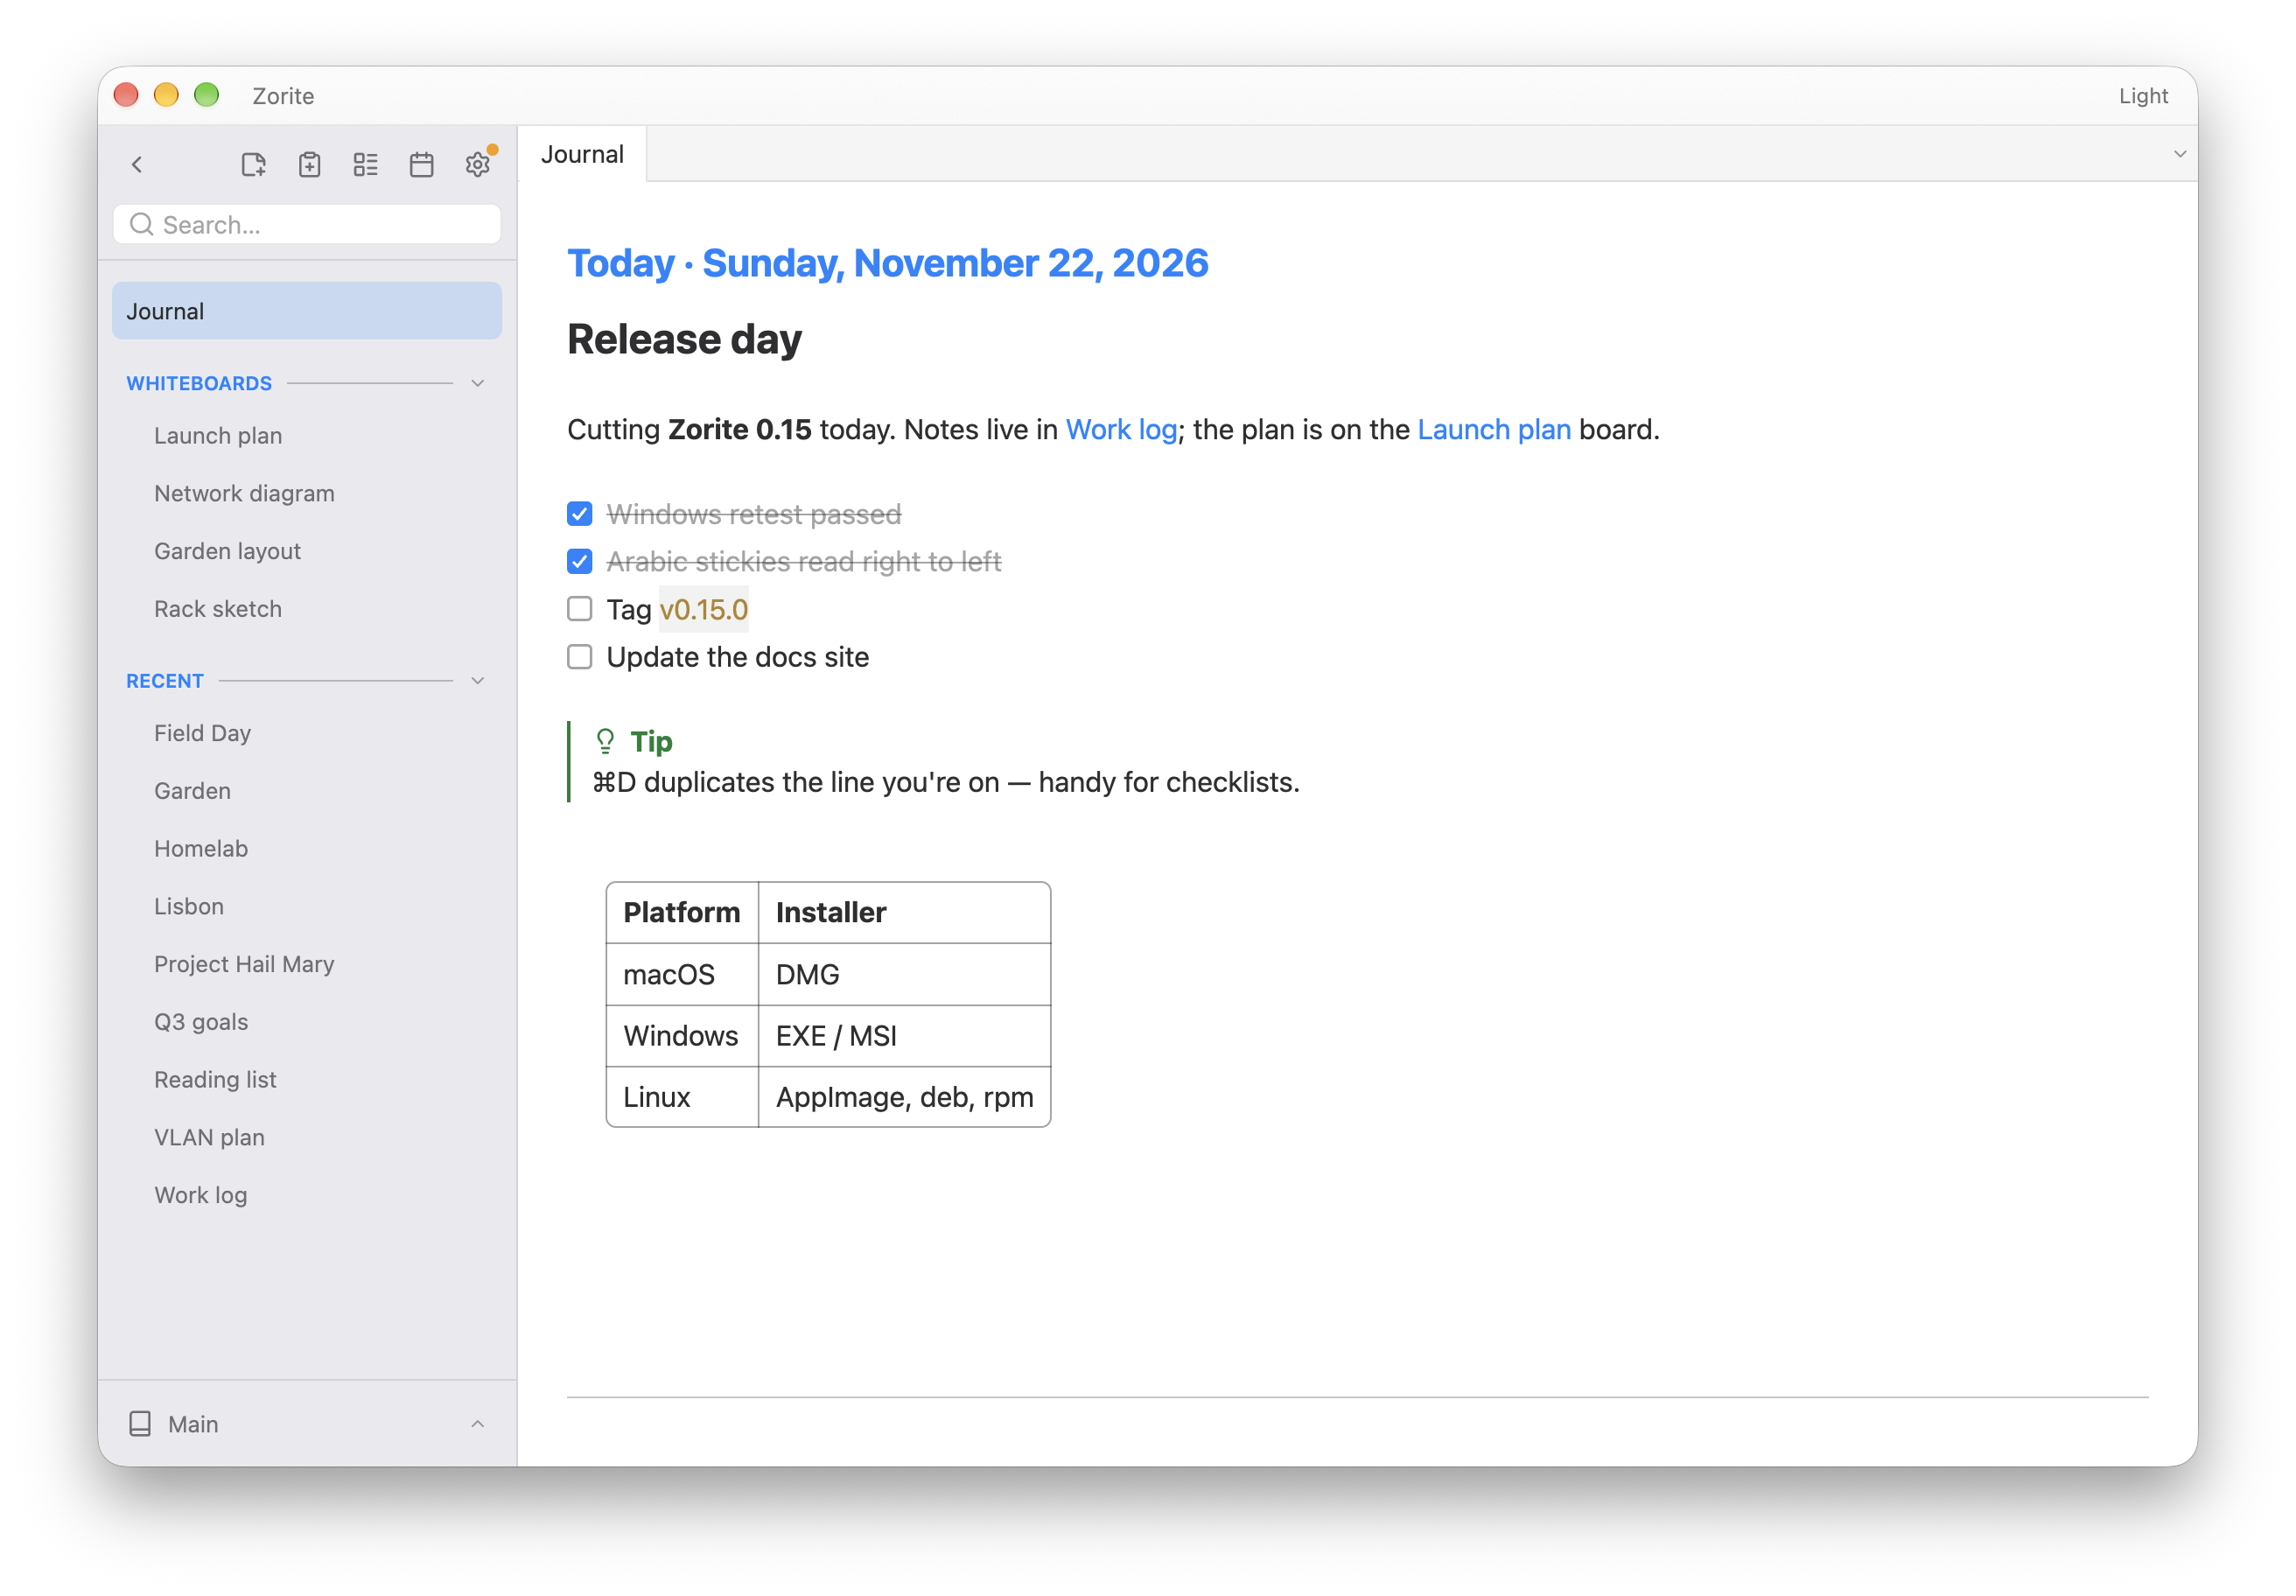 Zorite
Light
Search...
Journal
WHITEBOARDS
Launch plan
Network diagram
Garden layout
Rack sketch
RECENT
Field Day
Garden
Homelab
Lisbon
Project Hail Mary
Q3 goals
Reading list
VLAN plan
Work log
Main
Journal
Today · Sunday, November 22, 2026
Release day
Cutting Zorite 0.15 today. Notes live in Work log; the plan is on the Launch plan board.
Windows retest passed
Arabic stickies read right to left
Tag v0.15.0
Update the docs site
Tip
⌘D duplicates the line you're on — handy for checklists.
Platform Installer
macOS DMG
Windows EXE / MSI
Linux AppImage, deb, rpm